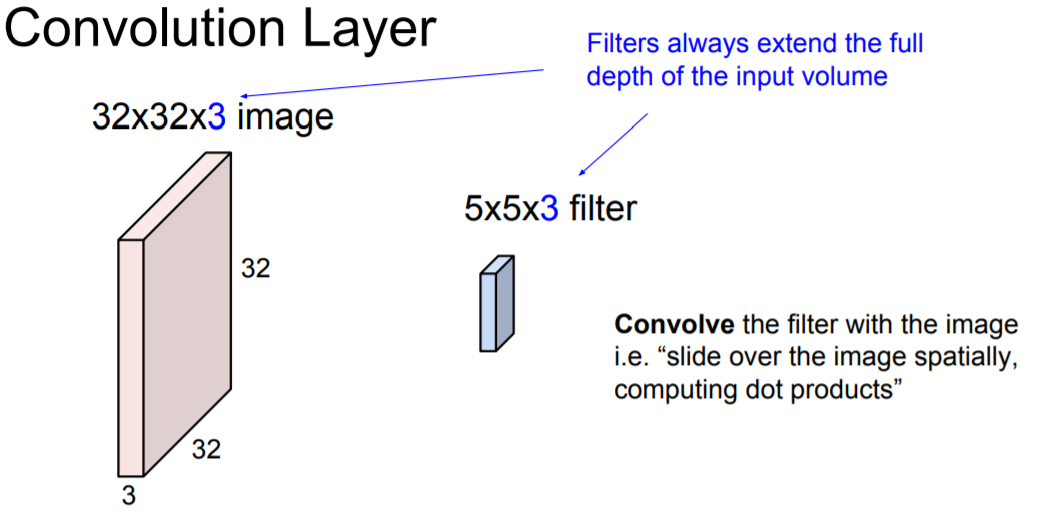 Convolution Layer
Filters always extend the full
depth of the input volume
32x32x3 image
5x5x3 filter
32
32
3
Convolve the filter with the image
i.e. “slide over the image spatially,
computing dot products”